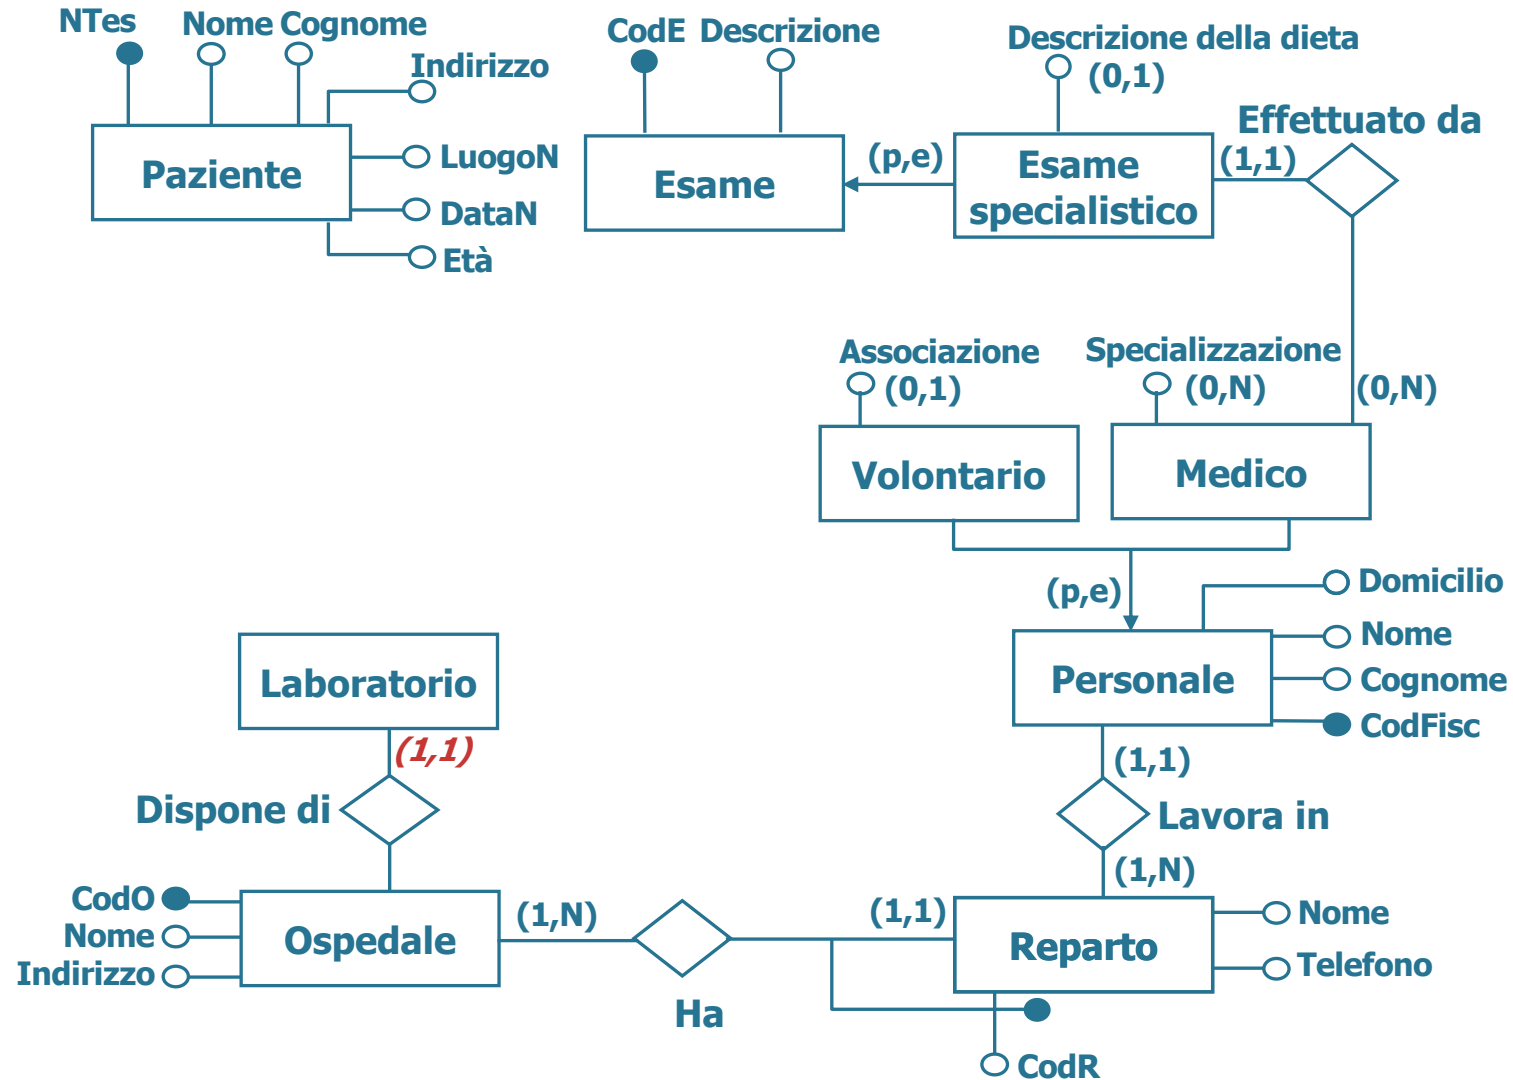 NTes
Nome Cognome
Indirizzo
LuogoN
DataN
Età
Paziente
CodE Descrizione
Esame
(p,e)
Descrizione della dieta
(0,1)
Esame
specialistico
(1,1)
Effettuato da
(0,N)
Associazione
(0,1)
Volontario
Specializzazione
(0,N)
Medico
(p,e)
Domicilio
Nome
Cognome
CodFisc
Personale
(1,1)
Lavora in
(1,N)
Laboratorio
(1,1)
Dispone di
CodO
Nome
Indirizzo
Ospedale
(1,N)
Ha
(1,1)
Reparto
Nome
Telefono
CodR